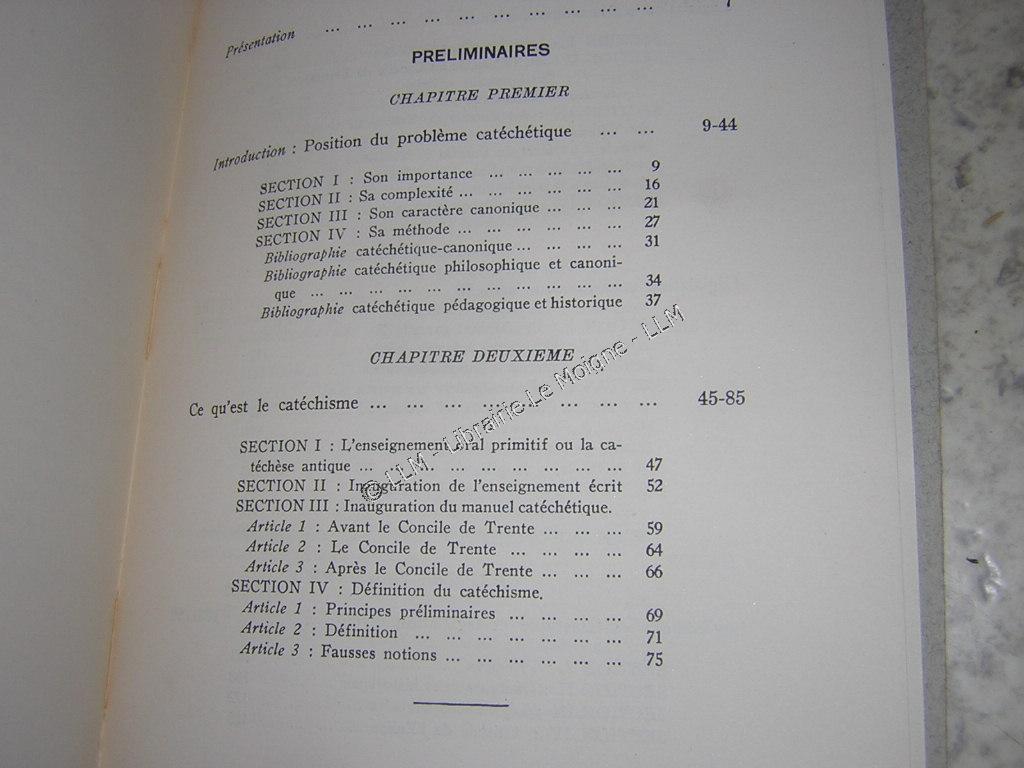 Présentation ... ... ... ... ... ... ... ... ... ... 7
PRELIMINAIRES
CHAPITRE PREMIER
Introduction : Position du problème catéchétique ... ... 9-44
SECTION I : Son importance ... ... ... ... ... 9
SECTION II : Sa complexité ... ... ... ... ... ... 16
SECTION III : Son caractère canonique ... ... ... 21
SECTION IV : Sa méthode ... ... ... ... ... ... 27
Bibliographie catéchétique-canonique ... ... ... ... 31
Bibliographie catéchétique philosophique et canoni-
que ... ... ... ... ... ... ... ... ... ... ... 34
Bibliographie catéchétique pédagogique et historique 37
CHAPITRE DEUXIEME
Ce qu'est le catéchisme ... ... ... ... ... ... ... ... 45-85
SECTION I : L'enseignement oral primitif ou la ca-
téchèse antique ... ... ... ... ... ... ... ... ... 47
SECTION II : Inauguration de l'enseignement écrit 52
SECTION III : Inauguration du manuel catéchétique.
Article 1 : Avant le Concile de Trente ... ... ... 59
Article 2 : Le Concile de Trente ... ... ... ... 64
Article 3 : Après le Concile de Trente ... ... ... 66
SECTION IV : Définition du catéchisme.
Article 1 : Principes préliminaires ... ... ... ... 69
Article 2 : Définition ... ... ... ... ... ... ... 71
Article 3 : Fausses notions ... ... ... ... ... ... 75
© LLM - Librairie Le Moigne - LLM